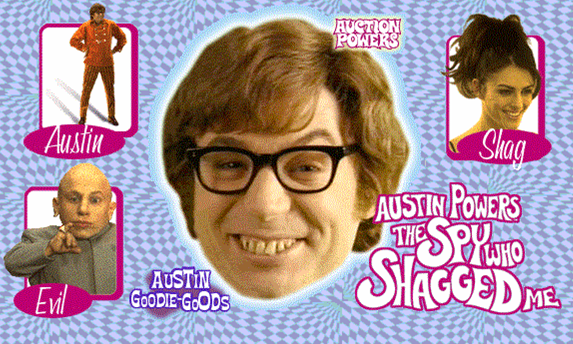 AUCTION
POWERS
Austin
Shag
AUSTIN POWERS
THE SPY WHO
SHAGGED ME
AUSTIN
GOODIE-GOODS
Evil